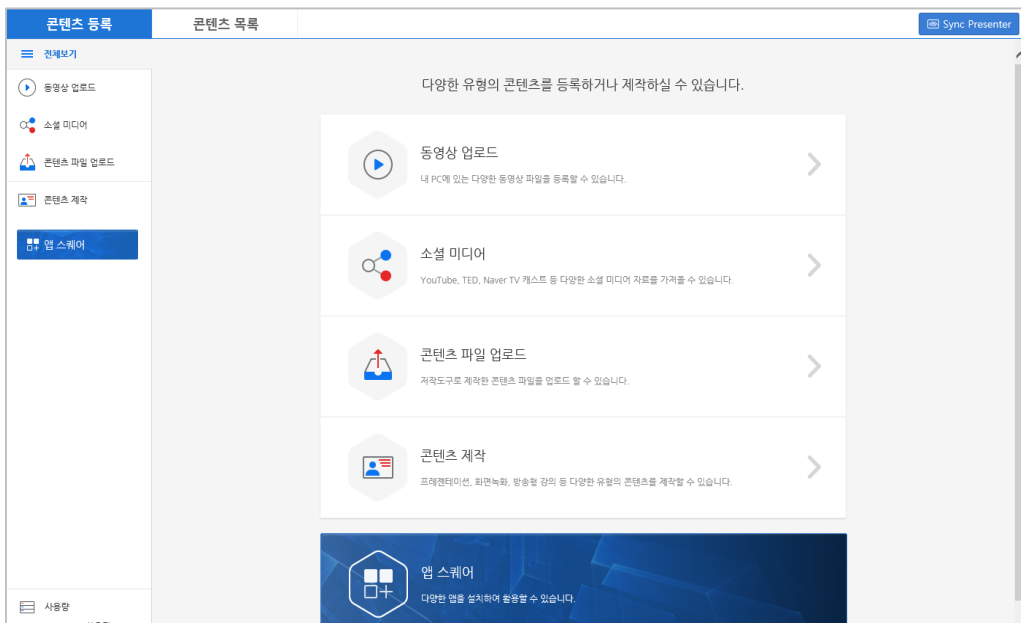 콘텐츠 등록
콘텐츠 목록
Sync Presenter
전체보기
동영상 업로드
소셜 미디어
콘텐츠 파일 업로드
콘텐츠 제작
앱 스퀘어
사용량
다양한 유형의 콘텐츠를 등록하거나 제작하실 수 있습니다.
동영상 업로드
내 PC에 있는 다양한 동영상 파일을 등록할 수 있습니다.
소셜 미디어
YouTube, TED, Naver TV 캐스트 등 다양한 소셜 미디어 자료를 가져올 수 있습니다.
콘텐츠 파일 업로드
저작도구로 제작한 콘텐츠 파일을 업로드 할 수 있습니다.
콘텐츠 제작
프레젠테이션, 화면녹화, 방송형 강의 등 다양한 유형의 콘텐츠를 제작할 수 있습니다.
앱 스퀘어
다양한 앱을 설치하여 활용할 수 있습니다.